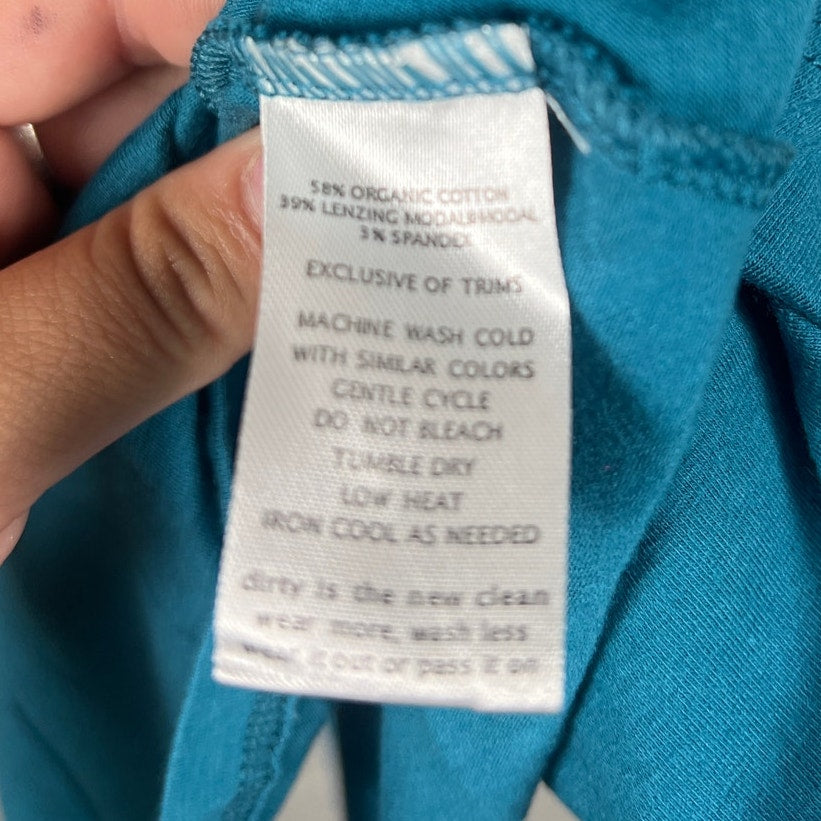 58% ORGANIC COTTON
39% LENZING MODAL®MODAL
3% SPANDEX
EXCLUSIVE OF TRIMS
MACHINE WASH COLD
WITH SIMILAR COLORS
GENTLE CYCLE
DO NOT BLEACH
TUMBLE DRY
LOW HEAT
IRON COOL AS NEEDED
dirty is the new clean
wear more, wash less
wear it out or pass it on